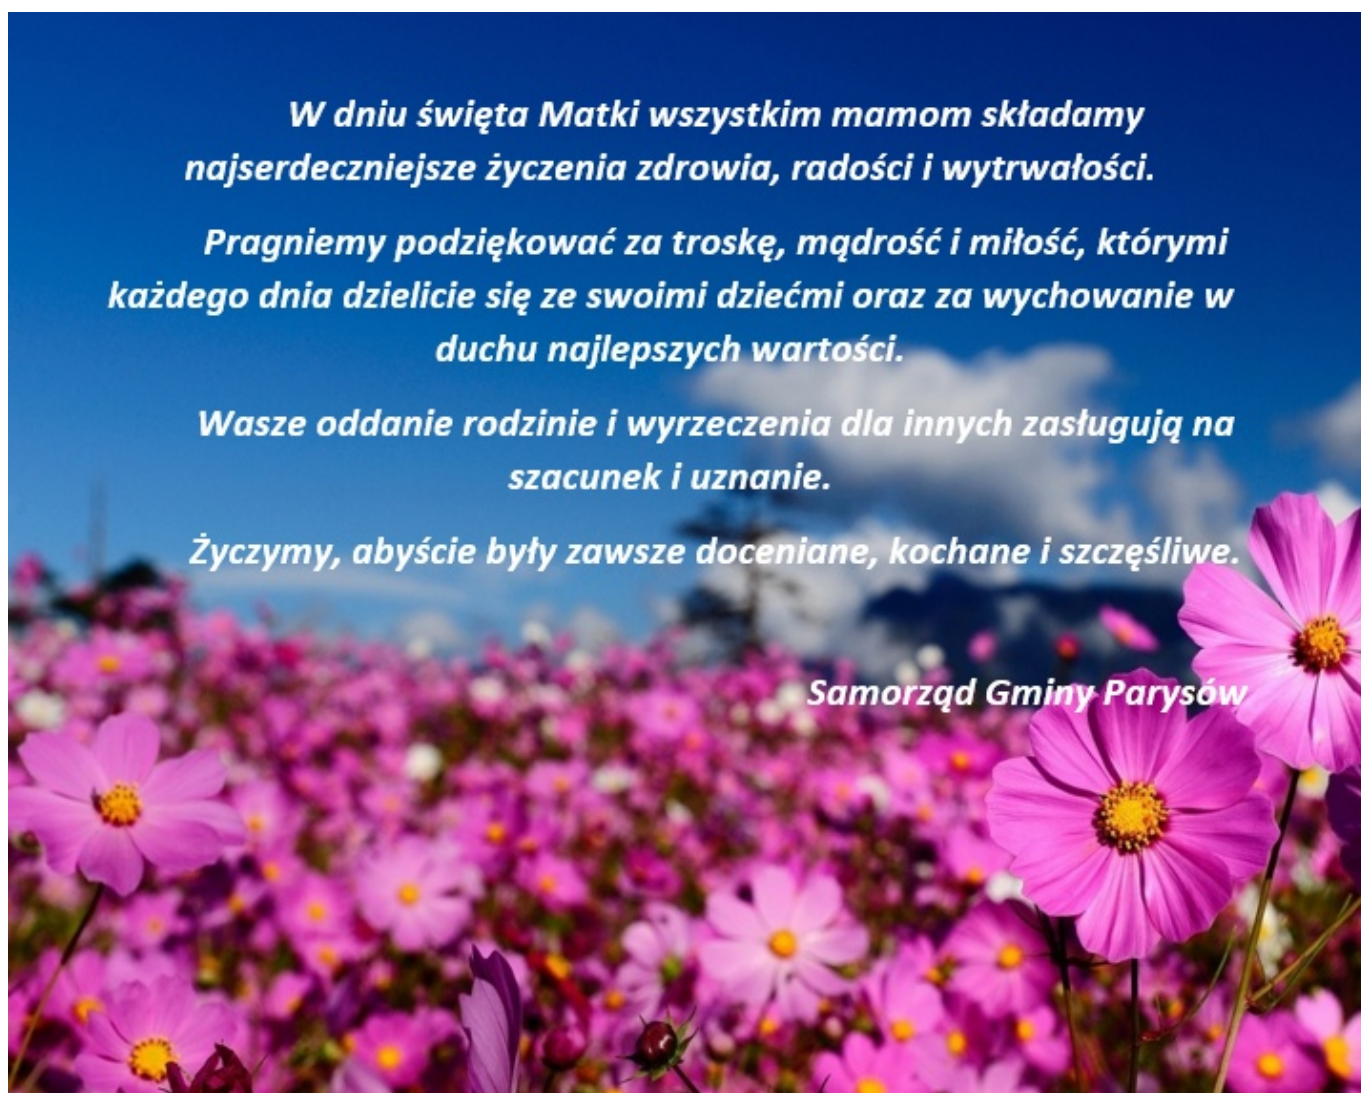 W dniu święta Matki wszystkim mamom składamy
najserdeczniejsze życzenia zdrowia, radości i wytrwałości.
Pragniemy podziękować za troskę, mądrość i miłość, którymi
każdego dnia dzielicie się ze swoimi dziećmi oraz za wychowanie w
duchu najlepszych wartości.
Wasze oddanie rodzinie i wyrzeczenia dla innych zasługują na
szacunek i uznanie.
Życzymy, abyście były zawsze doceniane, kochane i szczęśliwe.
Samorząd Gminy Parysów